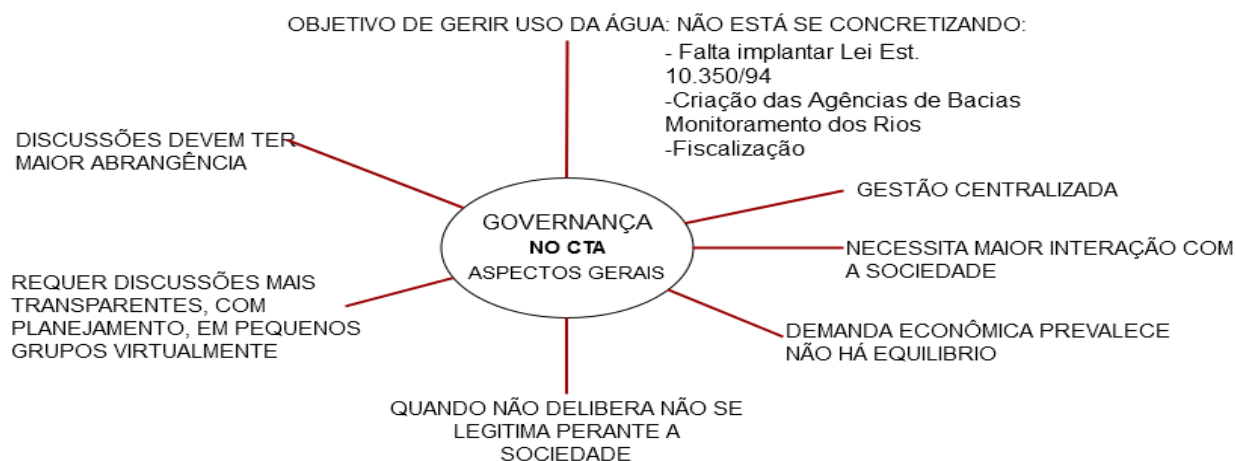 OBJETIVO DE GERIR USO DA ÁGUA: NÃO ESTÁ SE CONCRETIZANDO:
- Falta implantar Lei Est.
10.350/94
-Criação das Agências de Bacias
Monitoramento dos Rios
-Fiscalização
DISCUSSÕES DEVEM TER
MAIOR ABRANGÊNCIA
GESTÃO CENTRALIZADA
GOVERNANÇA
NO CTA
ASPECTOS GERAIS
NECESSITA MAIOR INTERAÇÃO COM
A SOCIEDADE
REQUER DISCUSSÕES MAIS
TRANSPARENTES, COM
PLANEJAMENTO, EM PEQUENOS
GRUPOS VIRTUALMENTE
DEMANDA ECONÔMICA PREVALECE
NÃO HÁ EQUILIBRIO
QUANDO NÃO DELIBERA NÃO SE
LEGITIMA PERANTE A
SOCIEDADE